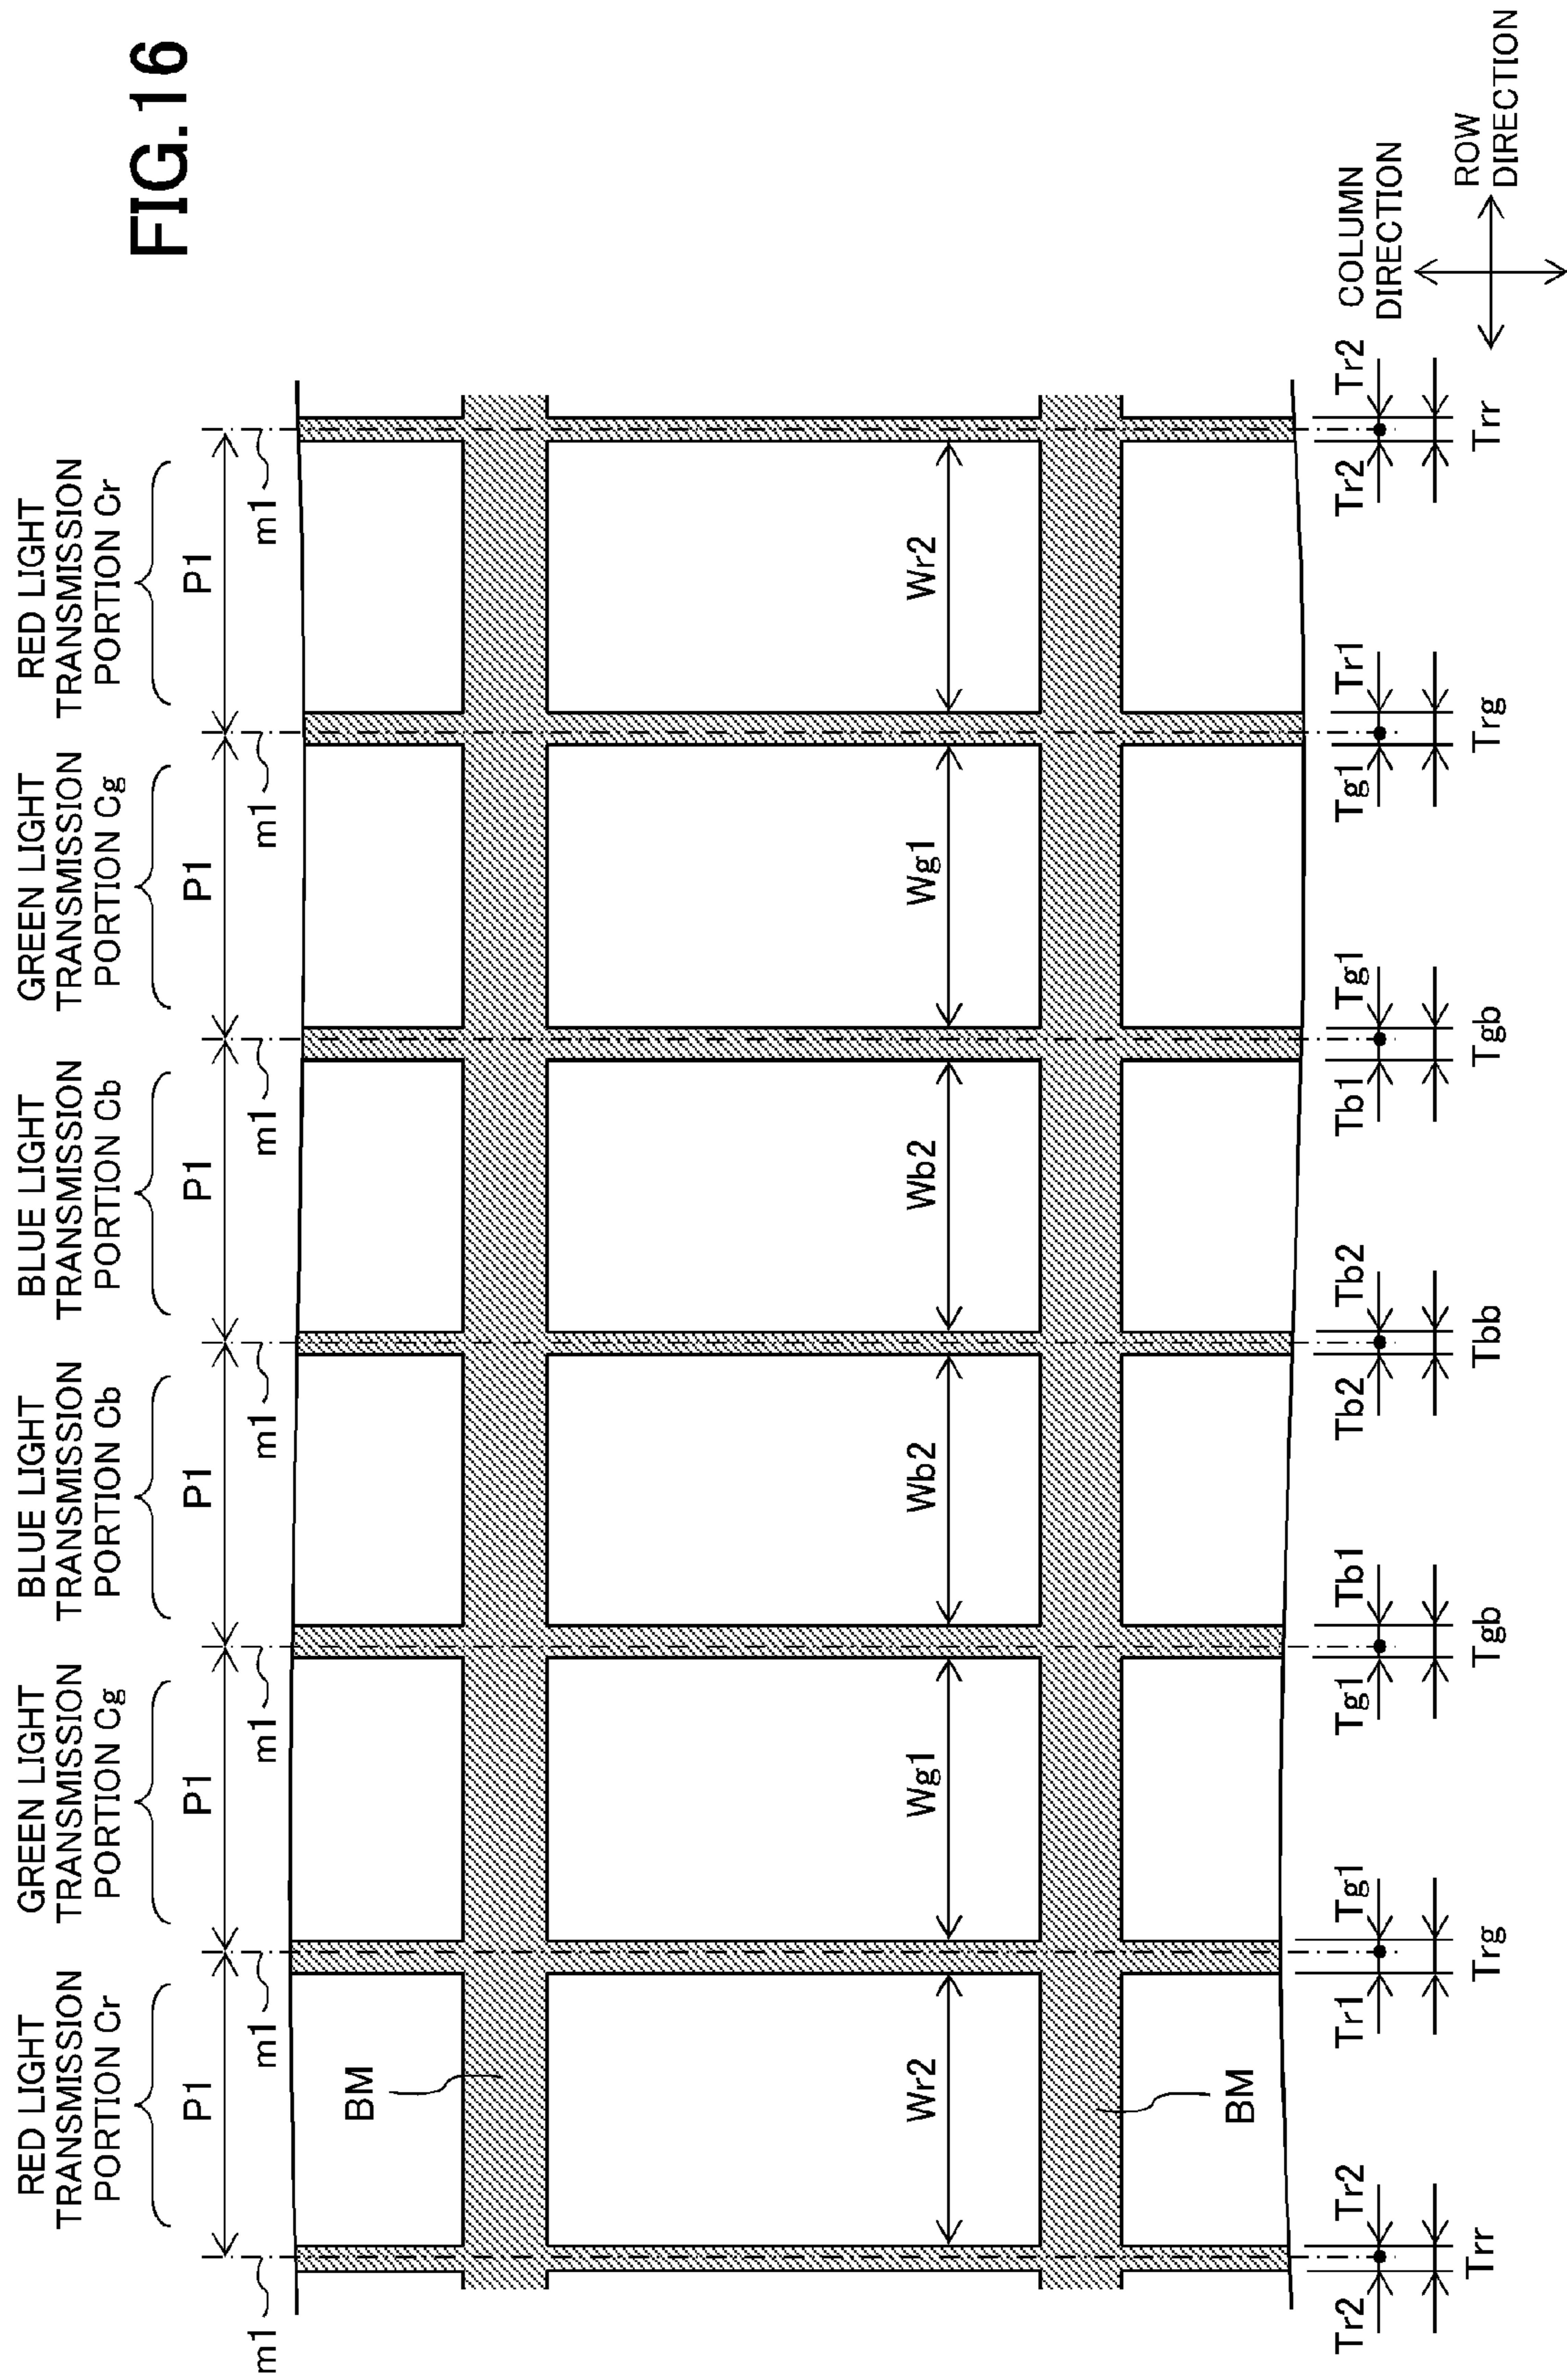 FIG.16
RED LIGHT
TRANSMISSION
PORTION Cr
GREEN LIGHT
TRANSMISSION
PORTION Cg
BLUE LIGHT
TRANSMISSION
PORTION Cb
BLUE LIGHT
TRANSMISSION
PORTION Cb
GREEN LIGHT
TRANSMISSION
PORTION Cg
RED LIGHT
TRANSMISSION
PORTION Cr
P1 P1 P1 P1 P1 P1
m1 m1 m1 m1 m1 m1 m1
BM
Wr2 Wg1 Wb2 Wb2 Wg1 Wr2
BM
Tr2 Tr2 Tr1 Tg1 Tg1 Tb1 Tb2 Tb2 Tb1 Tg1 Tg1 Tr1 Tr2 Tr2
Trr Trg Tgb Tbb Tgb Trg Trr
COLUMN
DIRECTION
ROW
DIRECTION